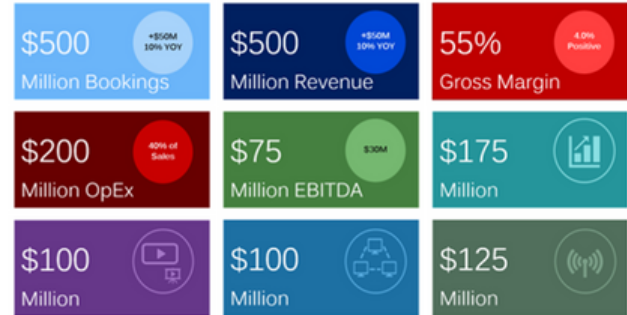 $500
+$50M
10% YOY
Million Bookings
$500
+$50M
10% YOY
Million Revenue
55%
4.0%
Positive
Gross Margin
$200
40% of
Sales
Million OpEx
$75
$30M
Million EBITDA
$175
Million
$100
Million
$100
Million
$125
Million